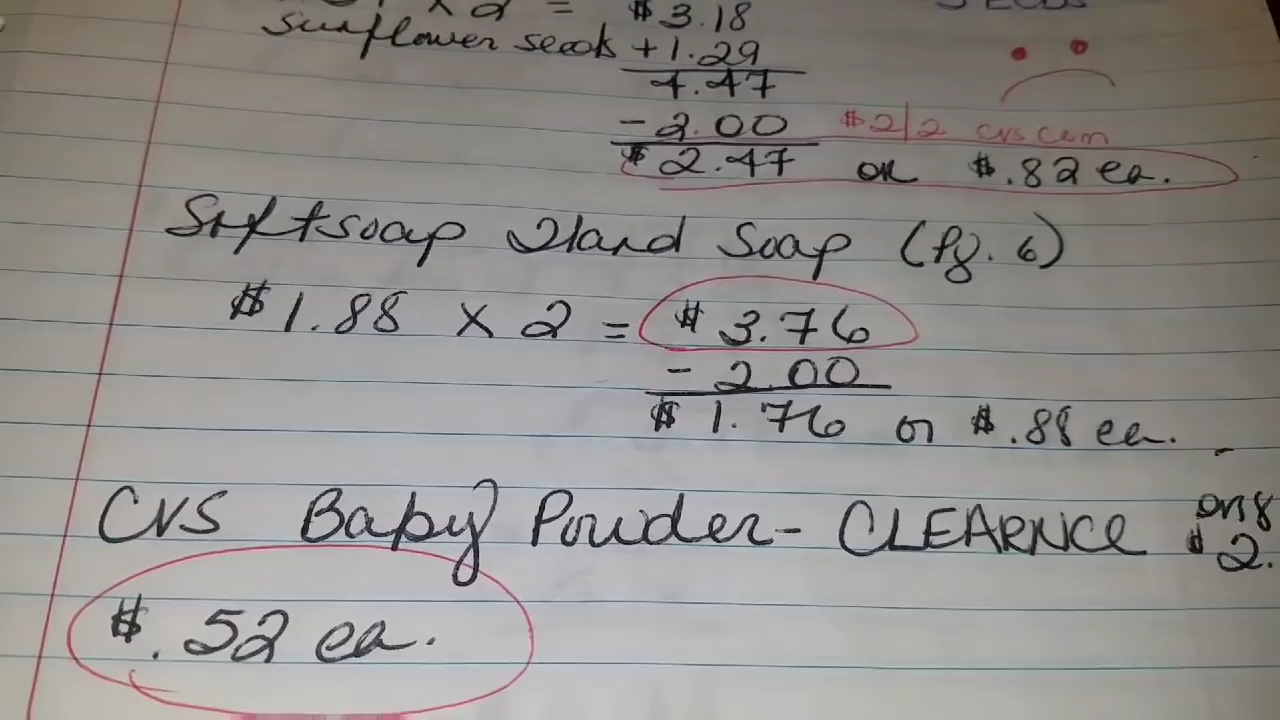 x 2 = $3.18
sunflower seeds +1.29
4.47
-2.00 $2/2 CVS CRM
$2.47 or $.82 ea.
Softsoap Hand Soap (Pg. 6)
$1.88 x 2 = $3.76
-2.00
$1.76 or $.88 ea.
CVS Baby Powder - CLEARNCE orig $2.
$.52 ea.